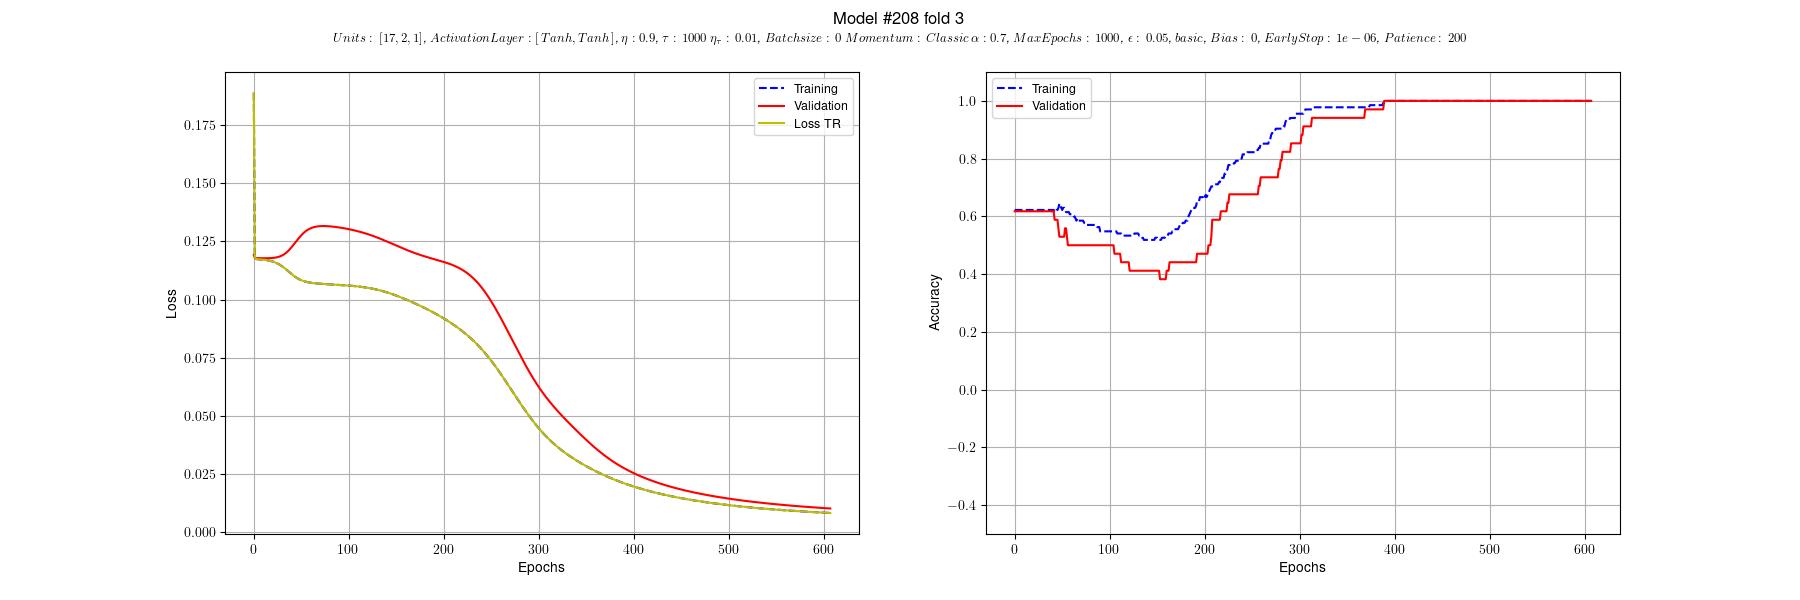 Model #208 fold 3
Units : [17, 2, 1], ActivationLayer : [Tanh, Tanh], η : 0.9, τ : 1000 ητ : 0.01, Batchsize : 0 Momentum : Classic α : 0.7, MaxEpochs : 1000, ϵ : 0.05, basic, Bias : 0, EarlyStop : 1e − 06, Patience : 200
Training
Validation
Loss TR
0.175
0.150
0.125
0.100
0.075
0.050
0.025
0.000
Loss
0 100 200 300 400 500 600
Epochs
Training
Validation
1.0
0.8
0.6
0.4
0.2
0.0
−0.2
−0.4
Accuracy
0 100 200 300 400 500 600
Epochs